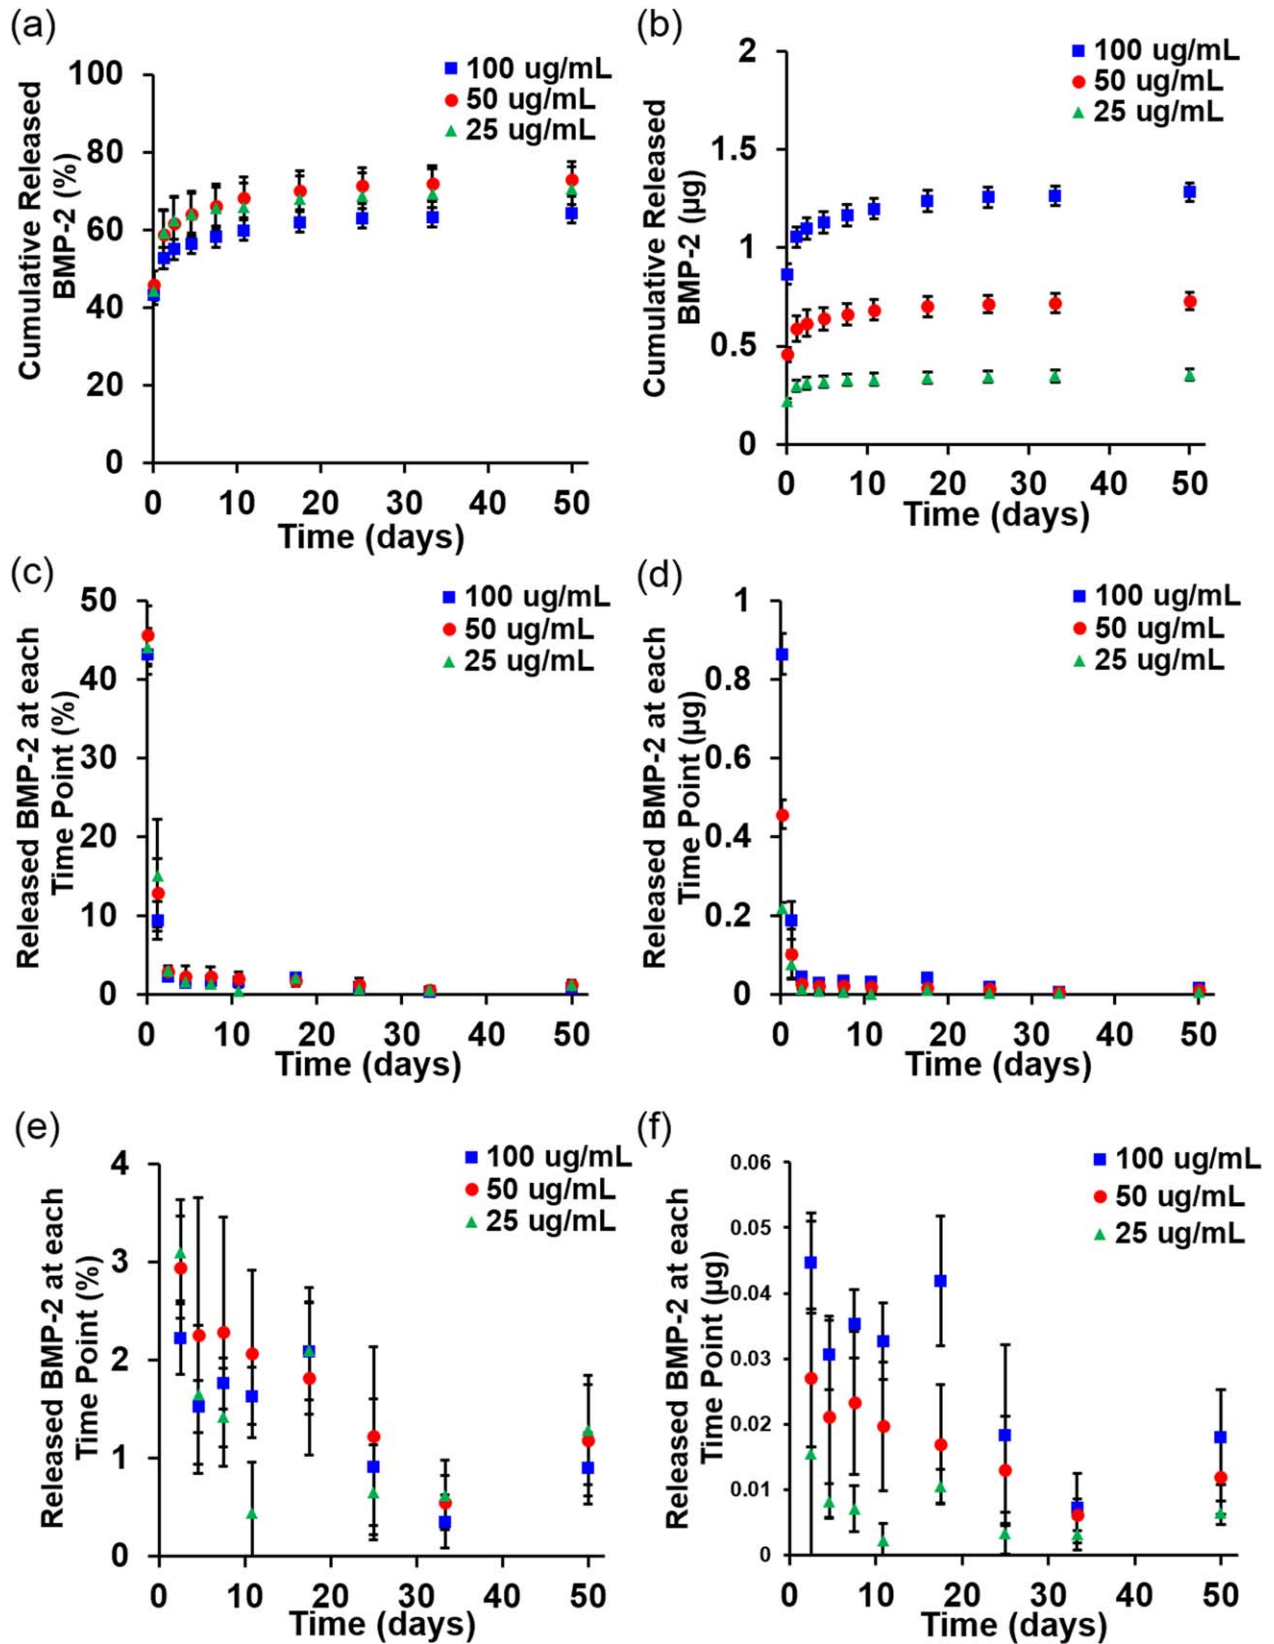 (a)
100 ug/mL
50 ug/mL
25 ug/mL
Cumulative Released
BMP-2 (%)
100
80
60
40
20
0
0 10 20 30 40 50
Time (days)
(b)
100 ug/mL
50 ug/mL
25 ug/mL
Cumulative Released
BMP-2 (µg)
2
1.5
1
0.5
0
0 10 20 30 40 50
Time (days)
(c)
100 ug/mL
50 ug/mL
25 ug/mL
Released BMP-2 at each
Time Point (%)
50
40
30
20
10
0
0 10 20 30 40 50
Time (days)
(d)
100 ug/mL
50 ug/mL
25 ug/mL
Released BMP-2 at each
Time Point (µg)
1
0.8
0.6
0.4
0.2
0
0 10 20 30 40 50
Time (days)
(e)
100 ug/mL
50 ug/mL
25 ug/mL
Released BMP-2 at each
Time Point (%)
4
3
2
1
0
0 10 20 30 40 50
Time (days)
(f)
100 ug/mL
50 ug/mL
25 ug/mL
Released BMP-2 at each
Time Point (µg)
0.06
0.05
0.04
0.03
0.02
0.01
0
0 10 20 30 40 50
Time (days)